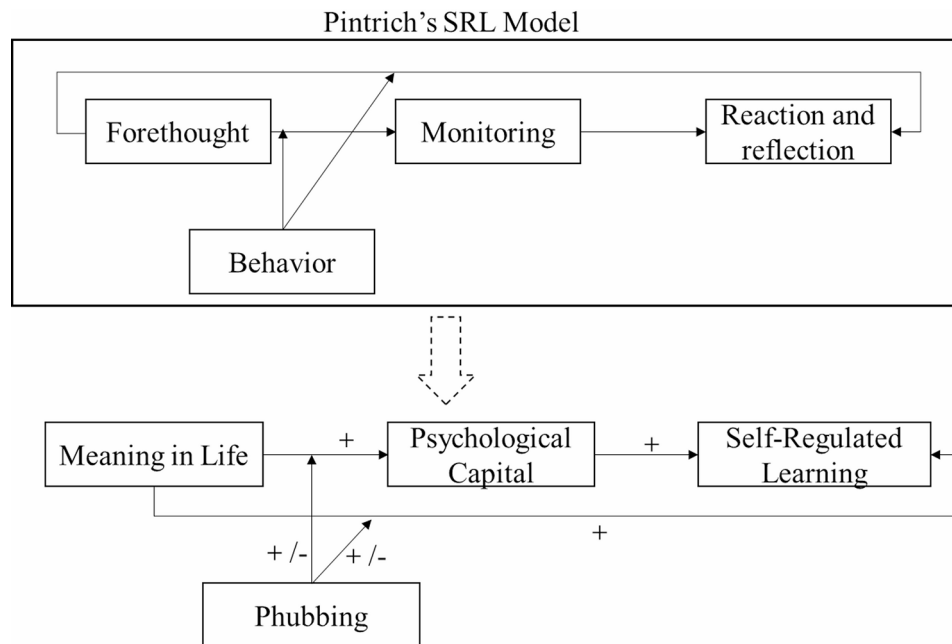 Pintrich’s SRL Model
Forethought
Monitoring
Reaction and
reflection
Behavior
Meaning in Life
+
Psychological
Capital
+
Self-Regulated
Learning
+
+ /-
+ /-
Phubbing